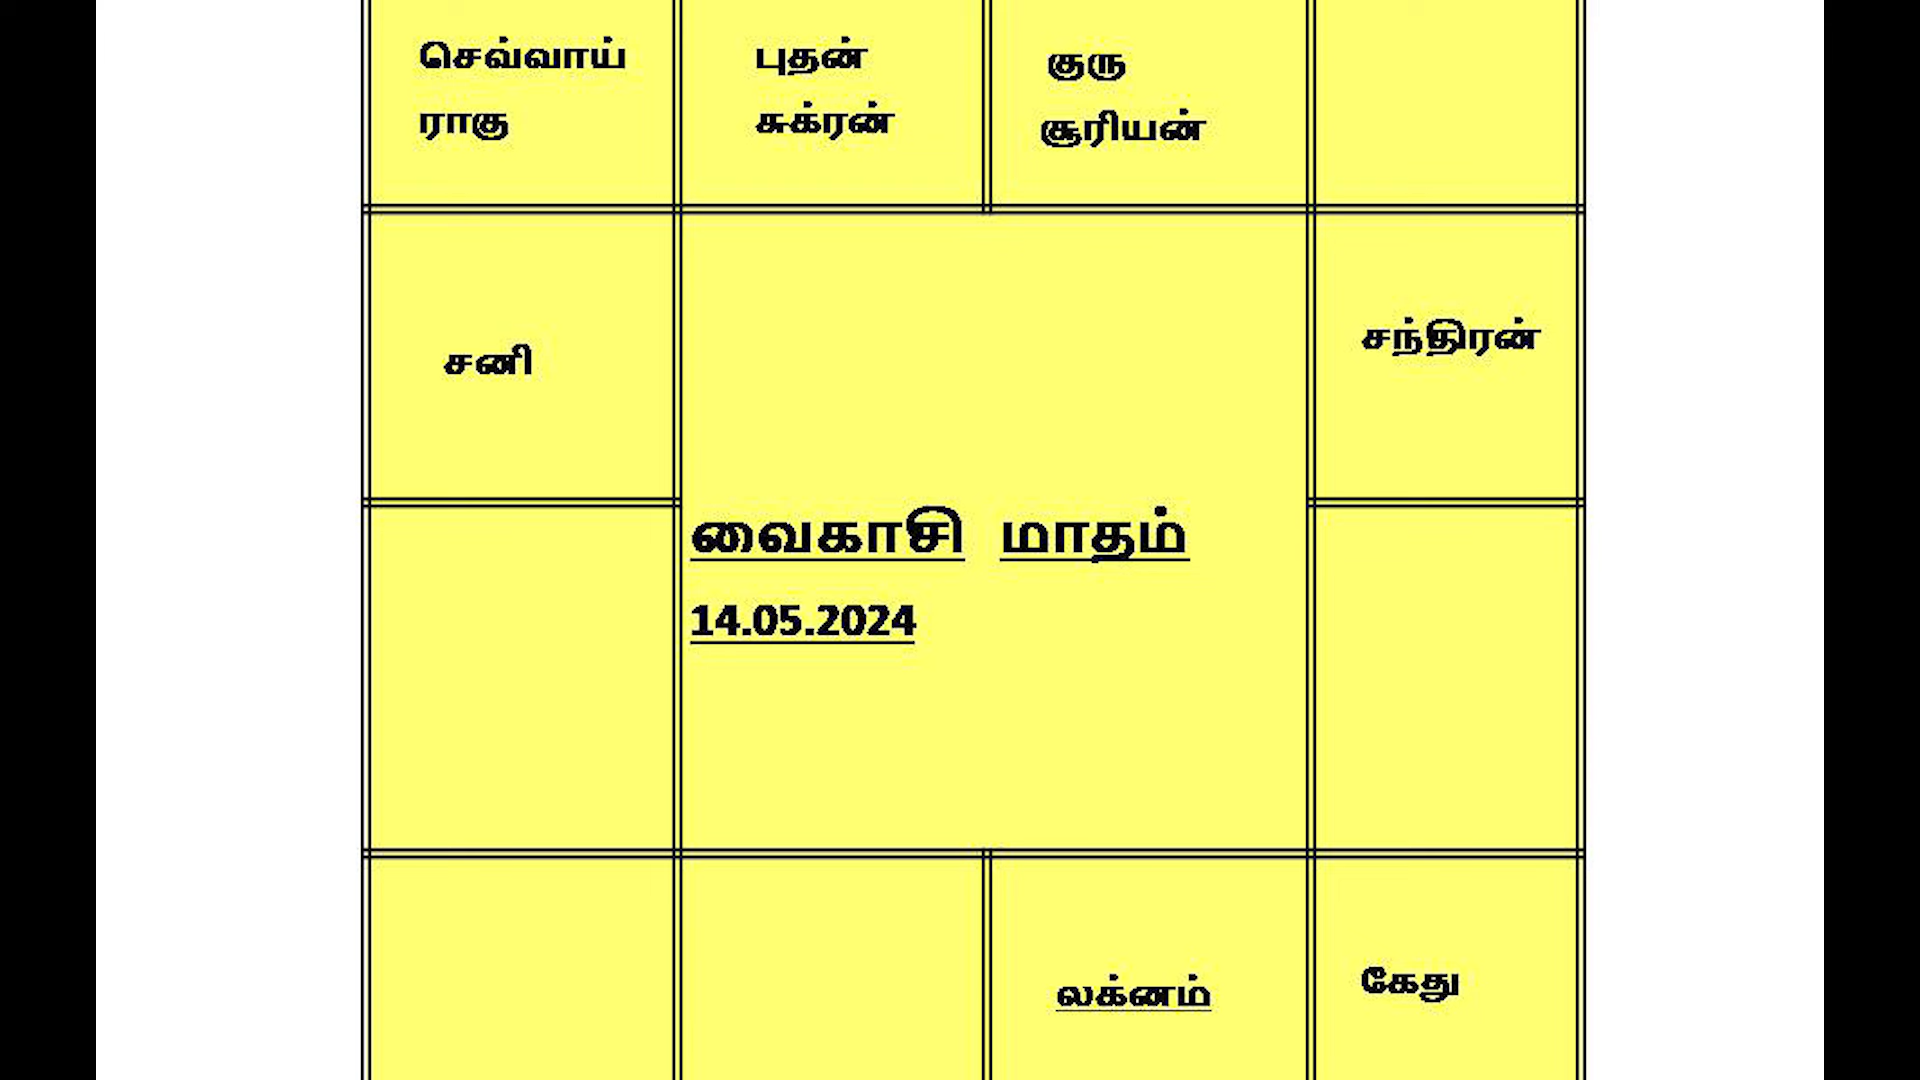 செவ்வாய்
ராகு
புதன்
சுக்ரன்
குரு
சூரியன்
சனி
சந்திரன்
வைகாசி மாதம்
14.05.2024
லக்னம்
கேது